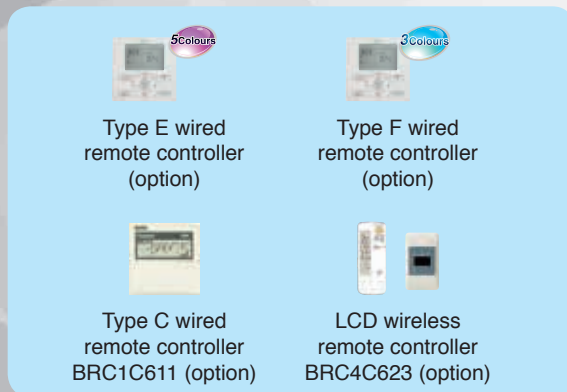 5Colours
3Colours
Type E wired
remote controller
(option)
Type F wired
remote controller
(option)
Type C wired
remote controller
BRC1C611 (option)
LCD wireless
remote controller
BRC4C623 (option)